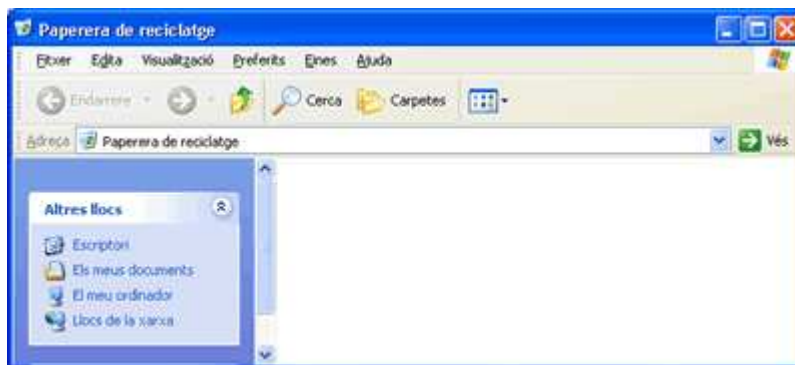 Paperera de reciclatge
Fitxer Edita Visualització Preferits Eines Ajuda
Endarrere Cerca Carpetes
Adreça Paperera de reciclatge Vés
Altres llocs
Escriptori
Els meus documents
El meu ordinador
Llocs de la xarxa